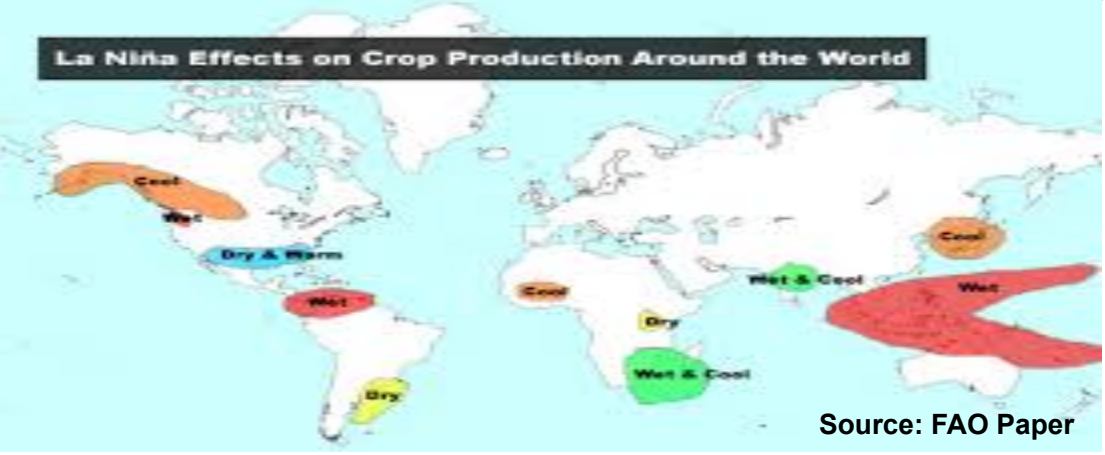 La Niña Effects on Crop Production Around the World
Cool
Wet
Dry & Warm
Wet
Dry
Cool
Dry
Wet & Cool
Wet & Cool
Cool
Wet
Source: FAO Paper